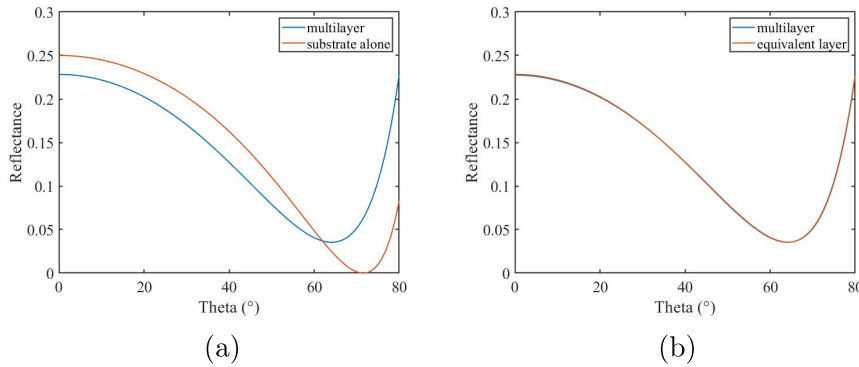 0.3
0.25
0.2
0.15
0.1
0.05
0
Reflectance
multilayer
substrate alone
0 20 40 60 80
Theta (°)
(a)
0.3
0.25
0.2
0.15
0.1
0.05
0
Reflectance
multilayer
equivalent layer
0 20 40 60 80
Theta (°)
(b)